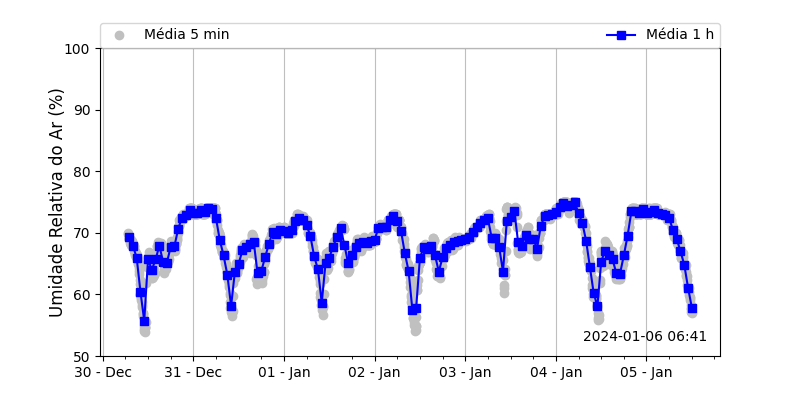 Média 5 min
Média 1 h
Umidade Relativa do Ar (%)
100
90
80
70
60
50
2024-01-06 06:41
30 - Dec
31 - Dec
01 - Jan
02 - Jan
03 - Jan
04 - Jan
05 - Jan